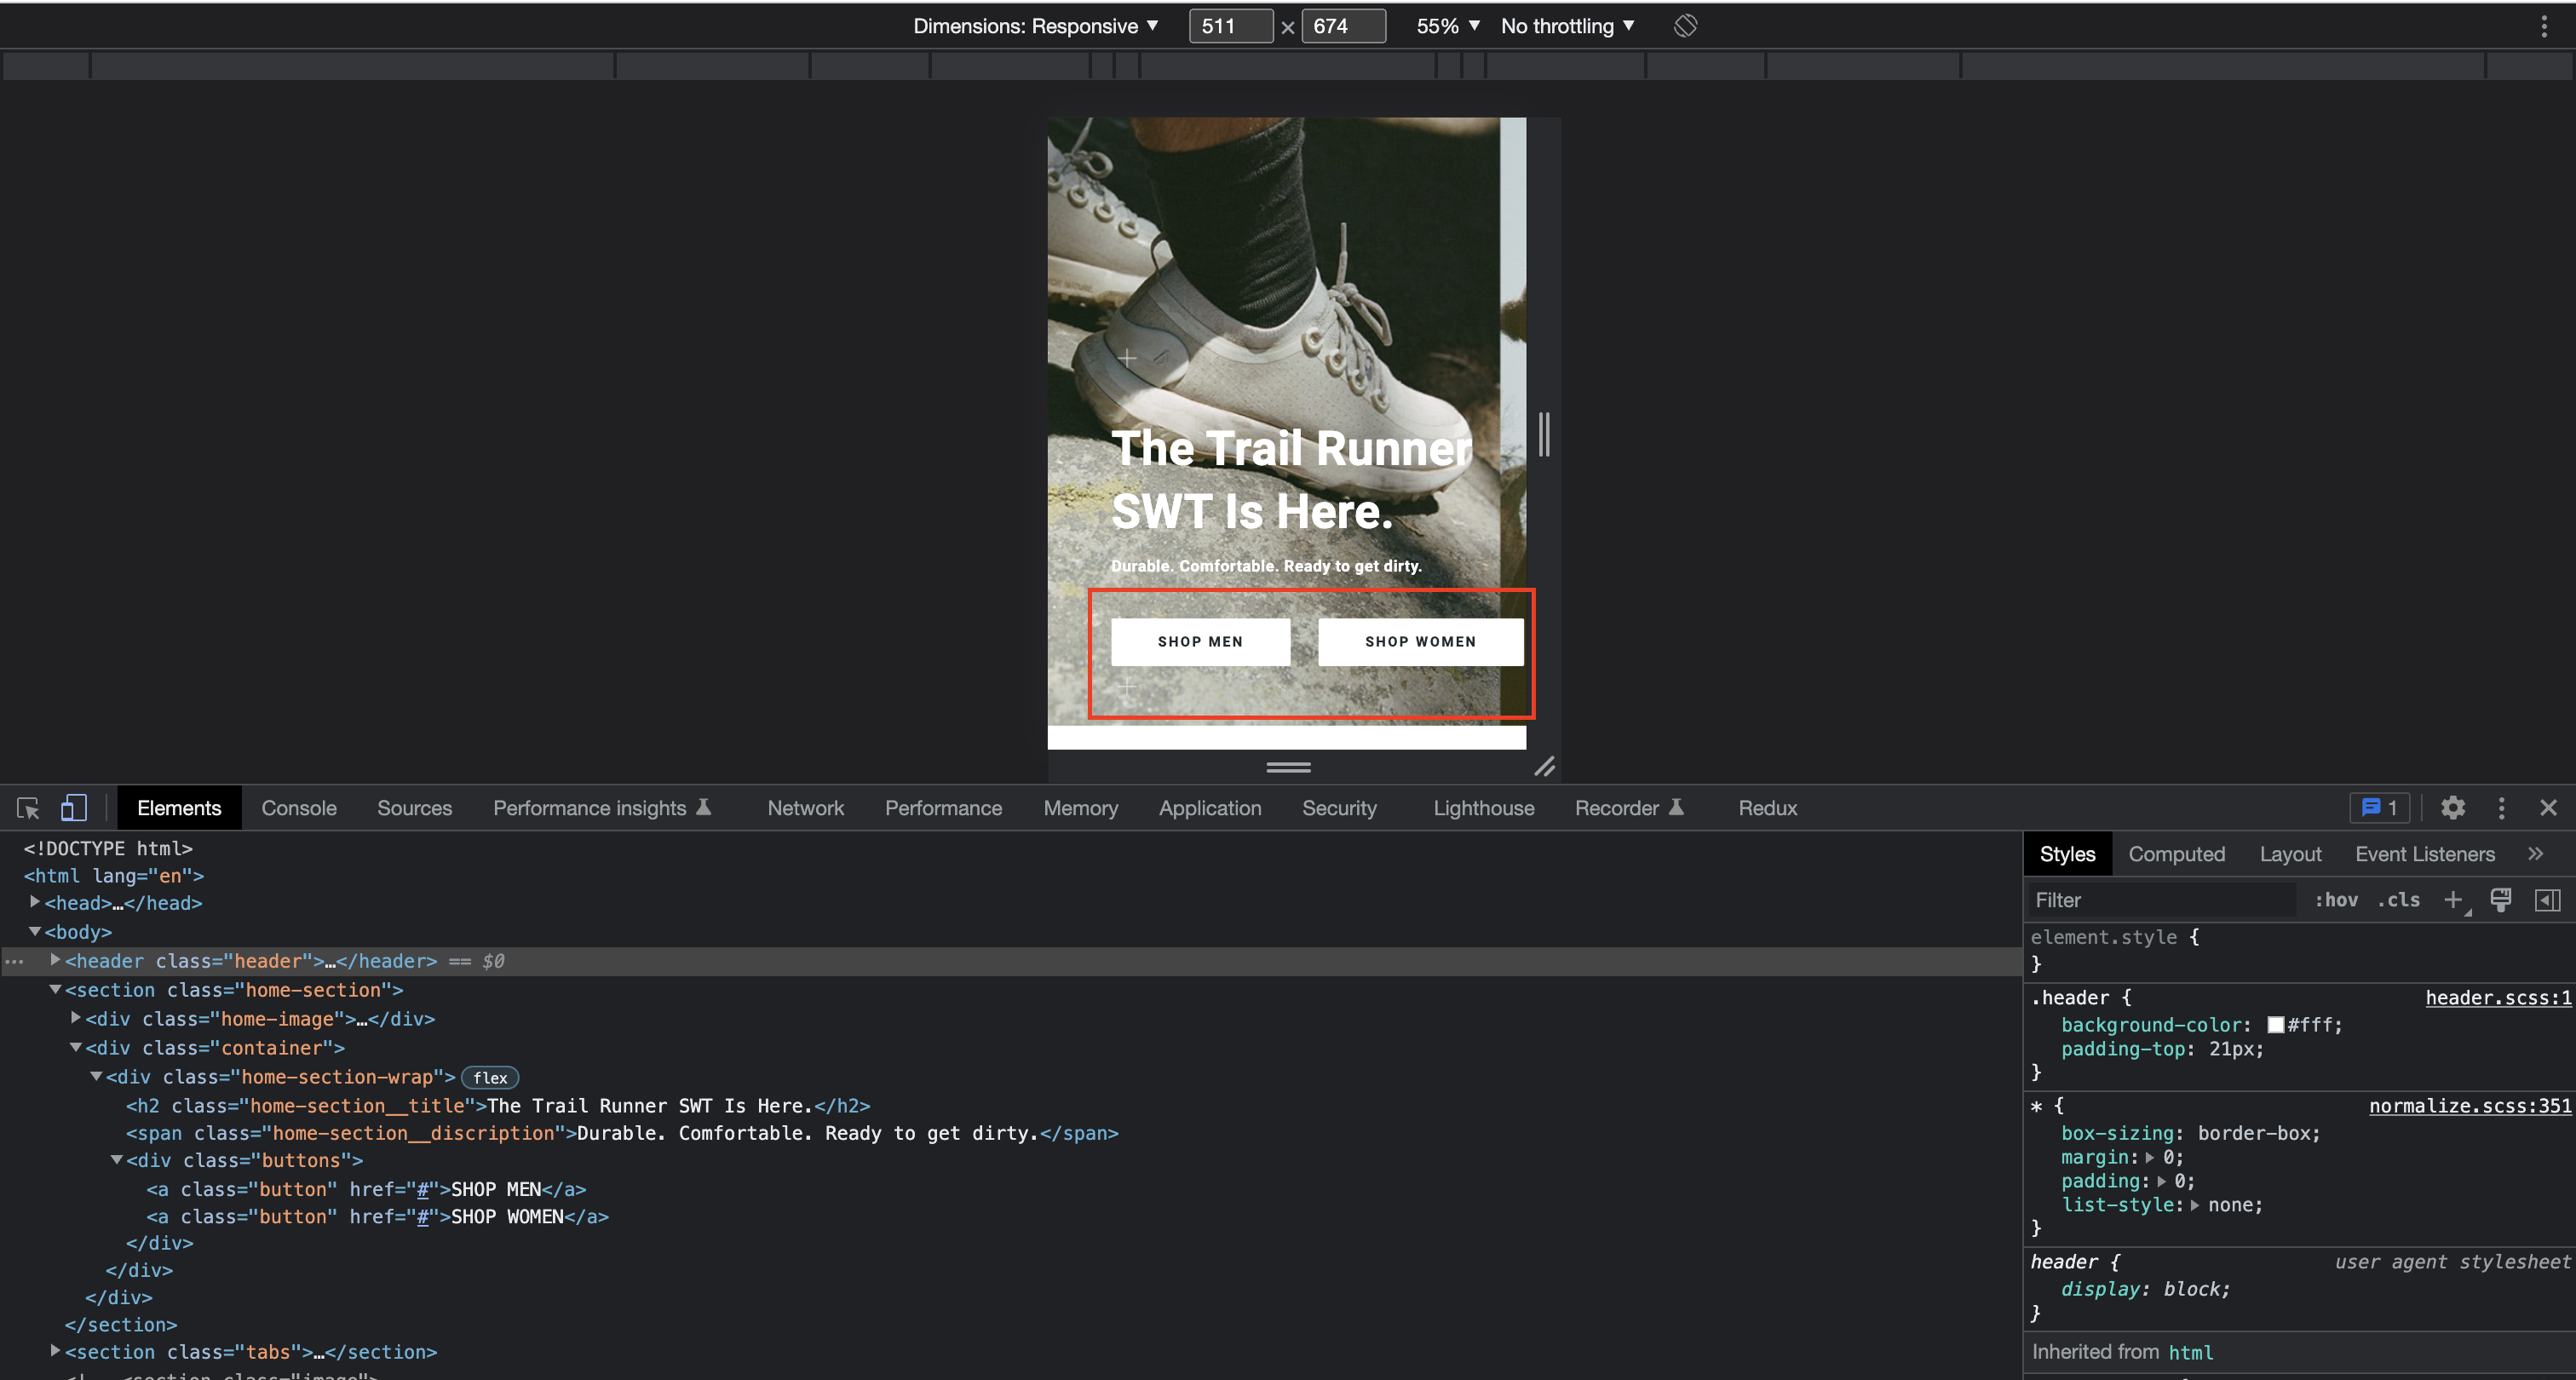 Dimensions: Responsive ▼ 511 × 674 55% ▼ No throttling ▼
The Trail Runner
SWT Is Here.
Durable. Comfortable. Ready to get dirty.
SHOP MEN SHOP WOMEN
Elements Console Sources Performance insights Network Performance Memory Application Security Lighthouse Recorder Redux 1
<!DOCTYPE html>
<html lang="en">
<head>…</head>
<body>
<header class="header">…</header> == $0
<section class="home-section">
<div class="home-image">…</div>
<div class="container">
<div class="home-section-wrap"> flex
<h2 class="home-section__title">The Trail Runner SWT Is Here.</h2>
<span class="home-section__discription">Durable. Comfortable. Ready to get dirty.</span>
<div class="buttons">
<a class="button" href="#">SHOP MEN</a>
<a class="button" href="#">SHOP WOMEN</a>
</div>
</div>
</div>
</section>
<section class="tabs">…</section>
Styles Computed Layout Event Listeners »
Filter :hov .cls +
element.style {
}
.header { header.scss:1
background-color: #fff;
padding-top: 21px;
}
* { normalize.scss:351
box-sizing: border-box;
margin: 0;
padding: 0;
list-style: none;
}
header { user agent stylesheet
display: block;
}
Inherited from html